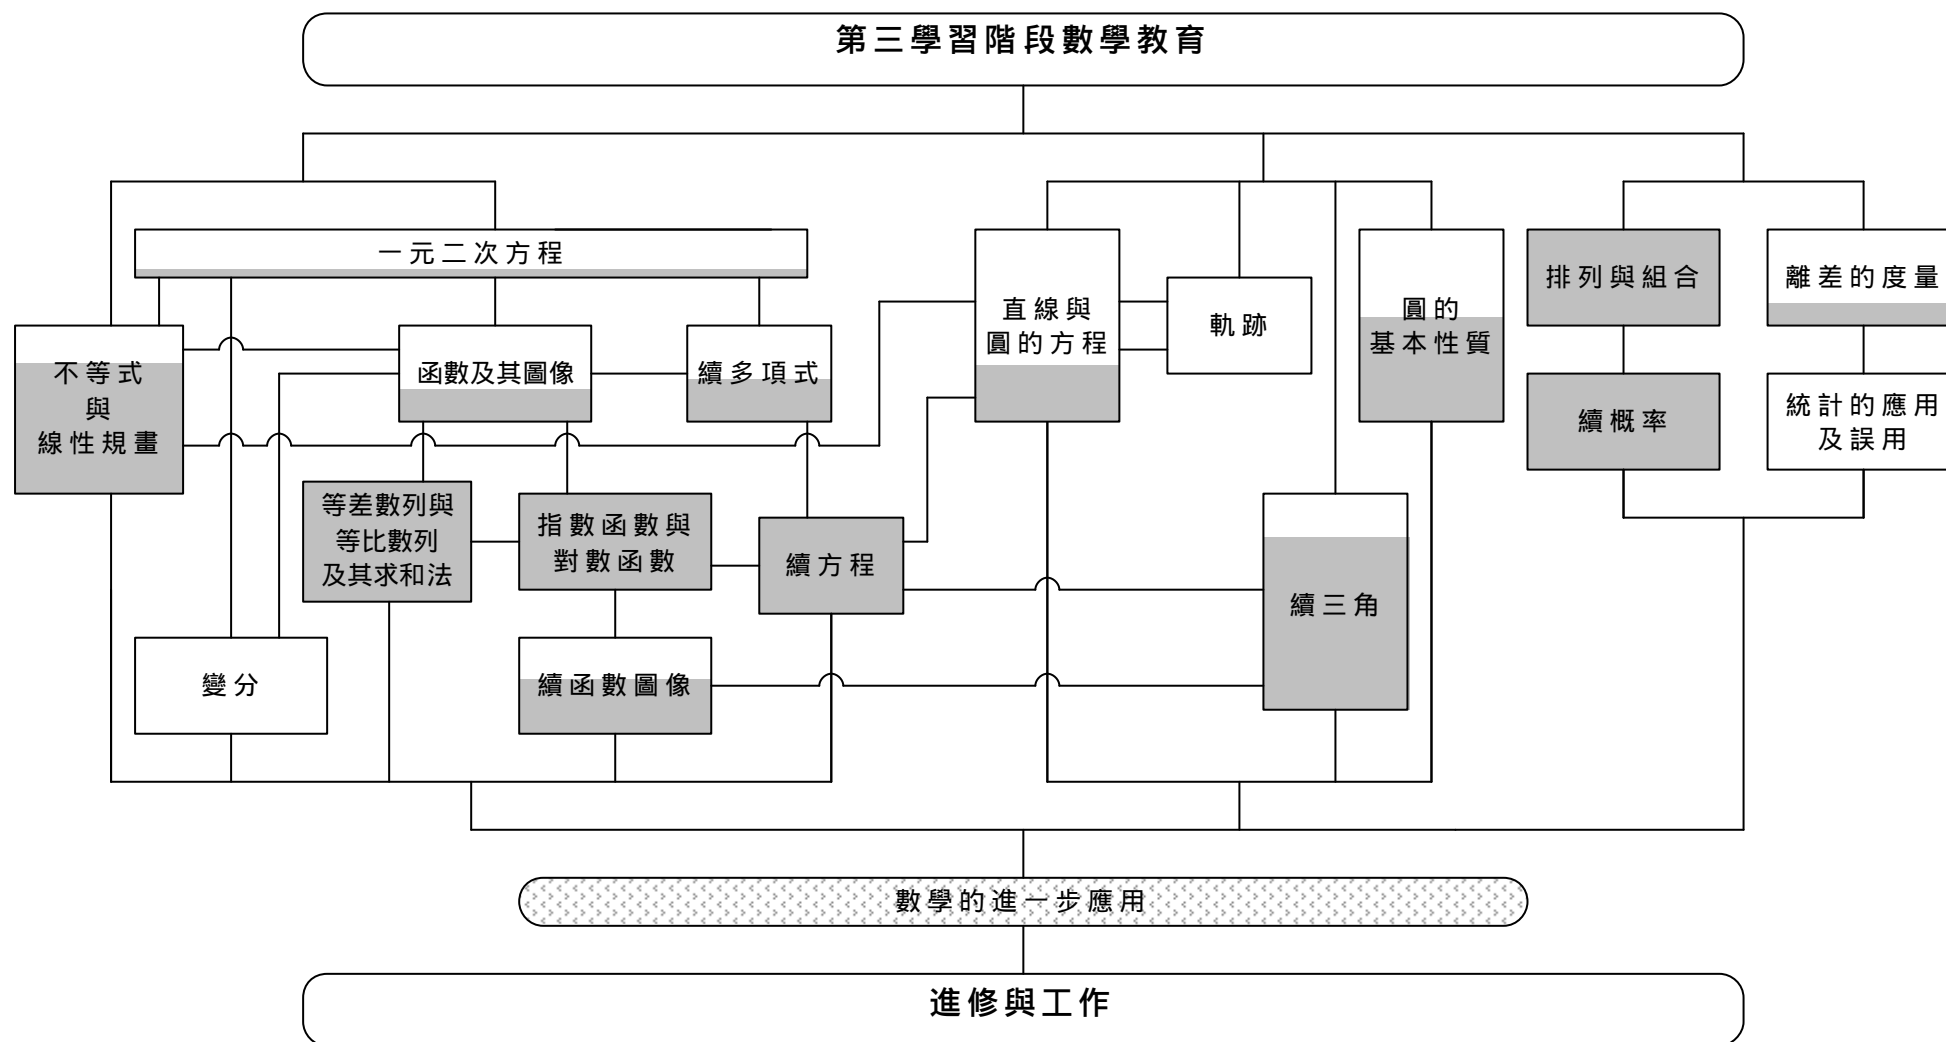 第三學習階段數學教育
一元二次方程
不等式
與
線性規畫
函數及其圖像
續多項式
直線與
圓的方程
軌跡
圓的
基本性質
排列與組合
離差的度量
續概率
統計的應用
及誤用
等差數列與
等比數列
及其求和法
指數函數與
對數函數
續方程
續三角
變分
續函數圖像
數學的進一步應用
進修與工作